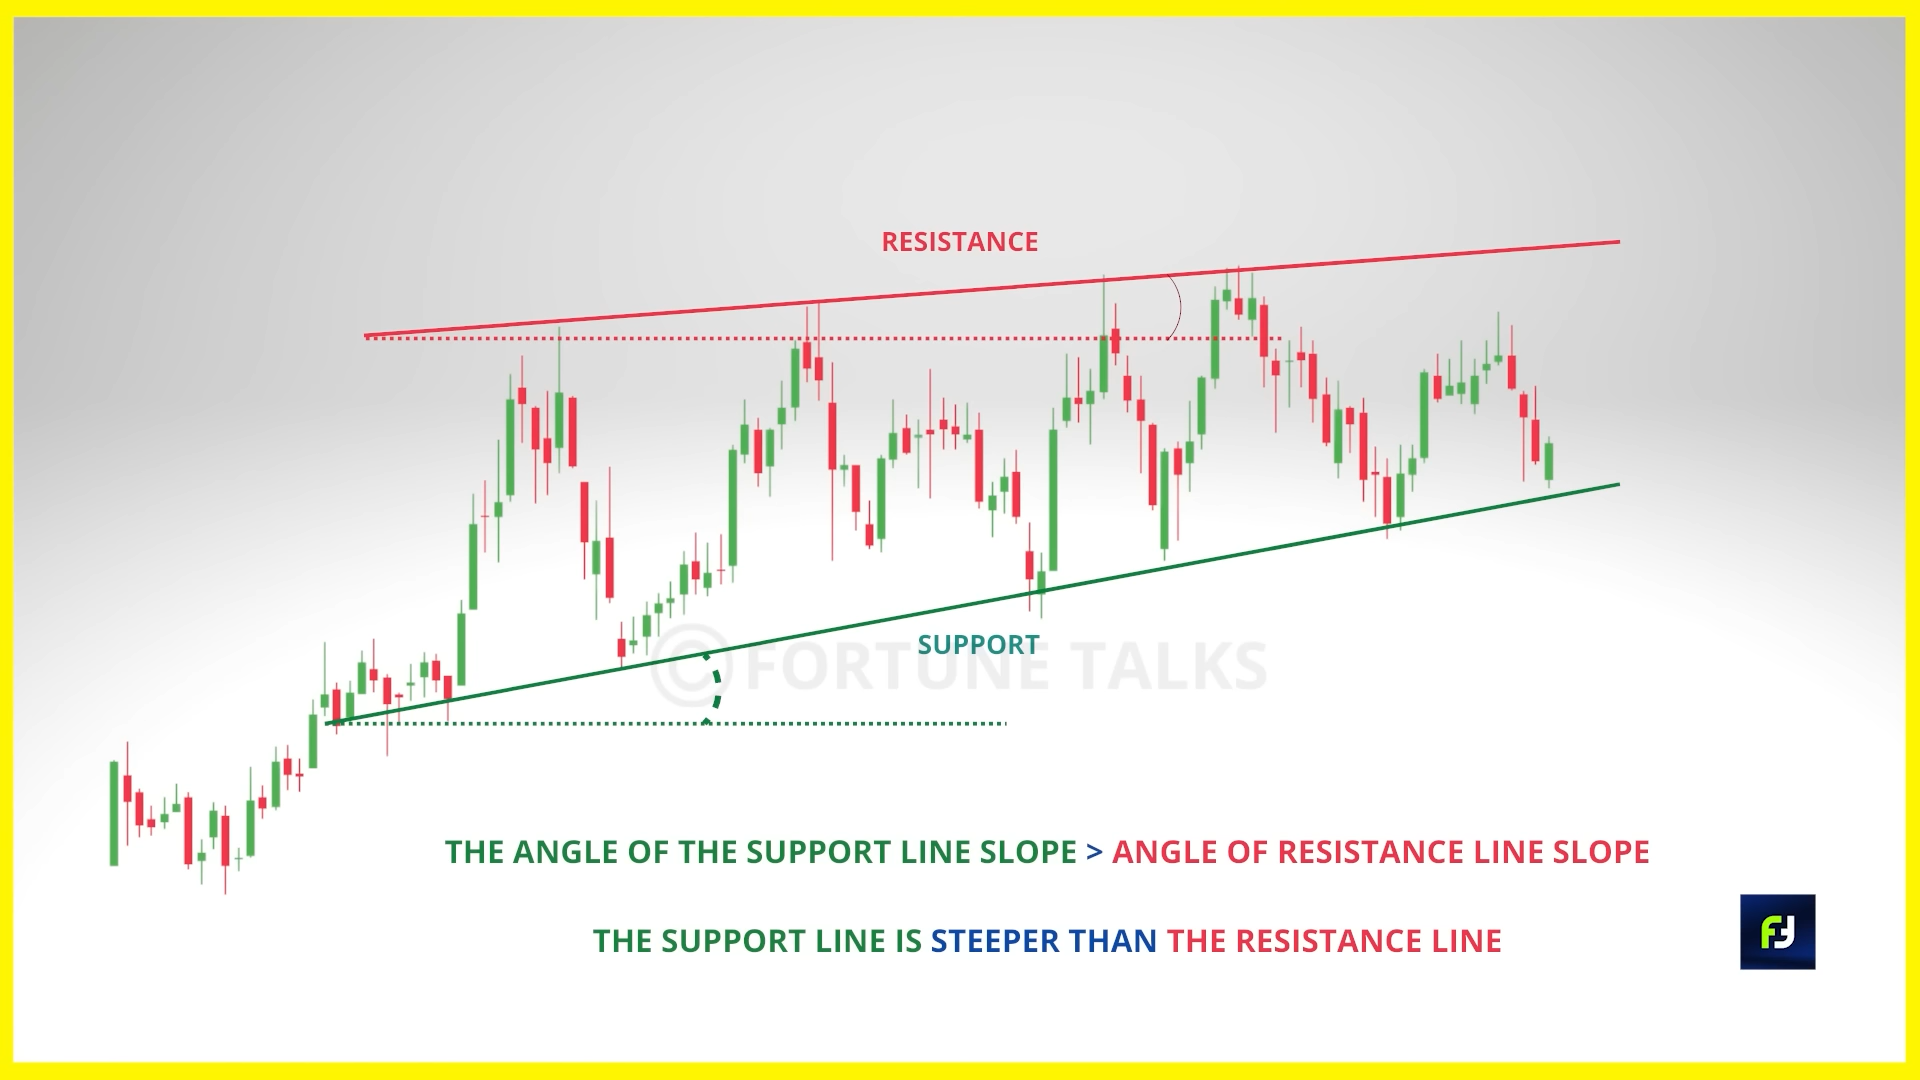 RESISTANCE
SUPPORT
© FORTUNE TALKS
THE ANGLE OF THE SUPPORT LINE SLOPE > ANGLE OF RESISTANCE LINE SLOPE
THE SUPPORT LINE IS STEEPER THAN THE RESISTANCE LINE